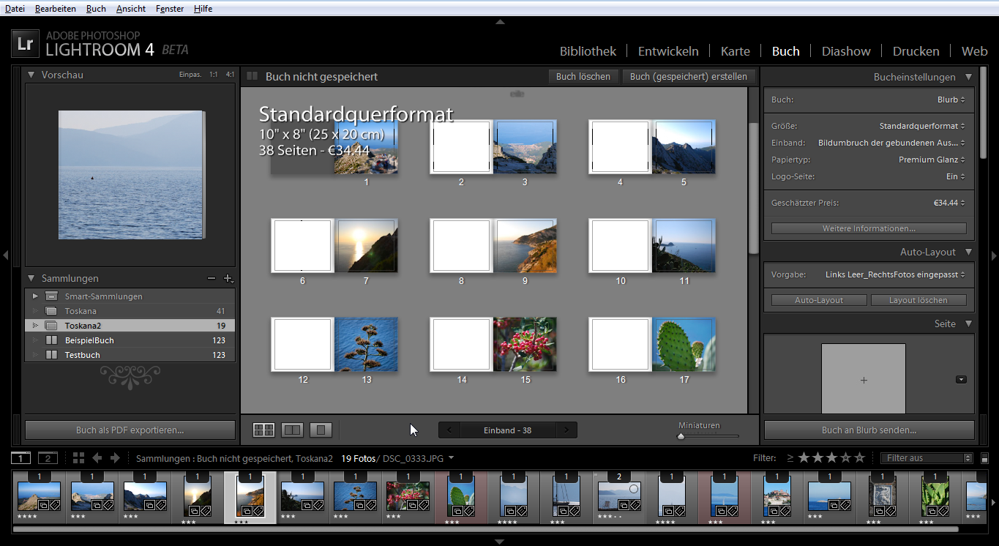 Datei Bearbeiten Buch Ansicht Fenster Hilfe
Lr
ADOBE PHOTOSHOP
LIGHTROOM 4 BETA
Bibliothek Entwickeln Karte Buch Diashow Drucken Web
Vorschau Einpas. 1:1 4:1
Sammlungen
Smart-Sammlungen
Toskana 41
Toskana2 19
BeispielBuch 123
Testbuch 123
Buch als PDF exportieren...
Buch nicht gespeichert Buch löschen Buch (gespeichert) erstellen
Standardquerformat
10" x 8" (25 x 20 cm)
38 Seiten - €34.44
1 2 3 4 5
6 7 8 9 10 11
12 13 14 15 16 17
Einband - 38
Miniaturen
Bucheinstellungen
Buch: Blurb
Größe: Standardquerformat
Einband: Bildumbruch der gebundenen Aus...
Papiertyp: Premium Glanz
Logo-Seite: Ein
Geschätzter Preis: €34.44
Weitere Informationen...
Auto-Layout
Vorgabe: Links Leer_RechtsFotos eingepasst
Auto-Layout Layout löschen
Seite
Buch an Blurb senden...
1 2 Sammlungen : Buch nicht gespeichert, Toskana2 19 Fotos/ DSC_0333.JPG Filter: ≥ Filter aus
1 1 1 1 1 1 1 1 1 1 1 2 1 1 1 1 1 1